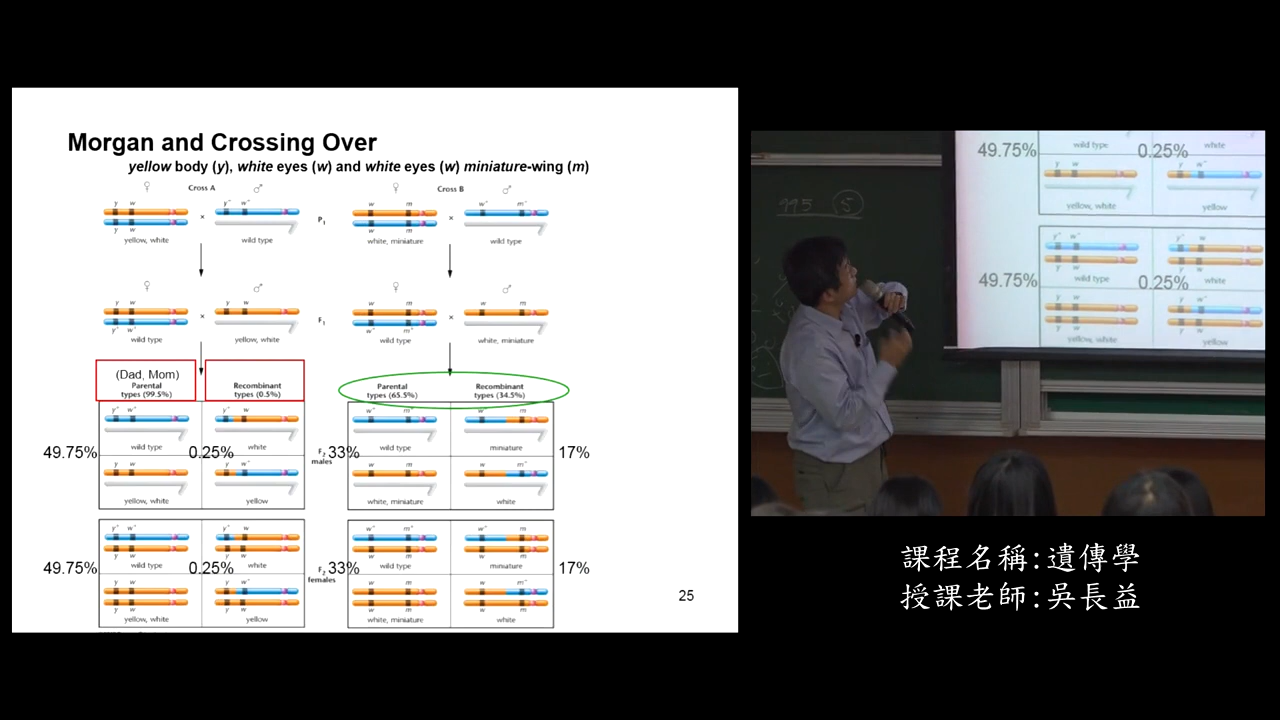 Morgan and Crossing Over
yellow body (y), white eyes (w) and white eyes (w) miniature-wing (m)
♀ Cross A ♂ ♀ Cross B ♂
y w y⁺ w⁺ w m w⁺ m⁺
× P₁ ×
y w w m
yellow, white wild type white, miniature wild type
♀ ♂ ♀ ♂
y w y w w m w m
× F₁ ×
y⁺ w⁺ w⁺ m⁺
wild type yellow, white wild type white, miniature
(Dad, Mom)
Parental types (99.5%) Recombinant types (0.5%) Parental types (65.5%) Recombinant types (34.5%)
y⁺ w⁺ y⁺ w w⁺ m⁺ w⁺ m
wild type white wild type miniature
49.75% 0.25% F₂ males 33% 17%
y w y w⁺ w m w m⁺
yellow, white yellow white, miniature white
y⁺ w⁺ y⁺ w w⁺ m⁺ w⁺ m
y w y w w m w m
wild type white wild type miniature
49.75% 0.25% F₂ females 33% 17%
y w y w⁺ w m w m⁺
y w y w w m w m
yellow, white yellow white, miniature white
25
49.75% wild type 0.25% white
y w y w⁺
yellow, white yellow
y⁺ w⁺ y⁺ w
49.75% wild type 0.25% white
y w y w⁺
yellow, white yellow
995 5
課程名稱:遺傳學
授課老師:吳長益